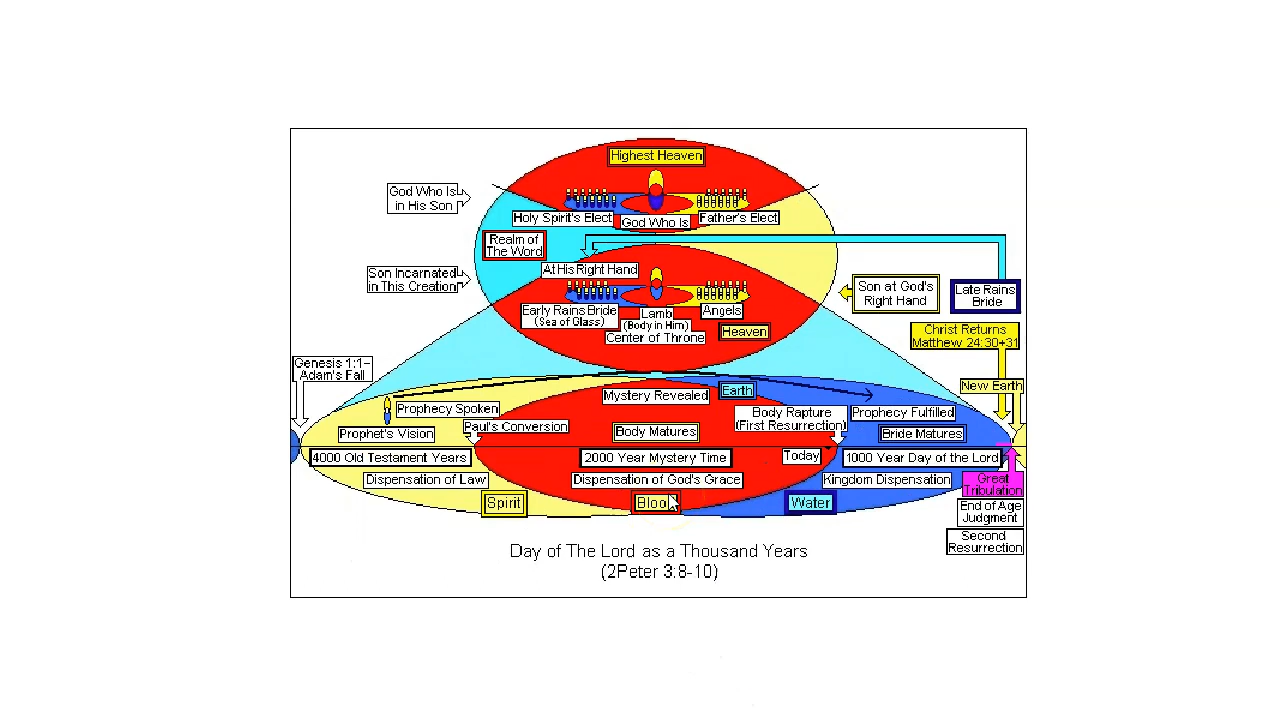 Highest Heaven
God Who Is
in His Son
Holy Spirit's Elect
God Who Is
Father's Elect
Realm of
The Word
At His Right Hand
Son Incarnated
in This Creation
Son at God's
Right Hand
Late Rains
Bride
Early Rains Bride
(Sea of Glass)
Lamb
(Body in Him)
Center of Throne
Angels
Heaven
Christ Returns
Matthew 24:30+31
Genesis 1:1-
Adam's Fall
New Earth
Earth
Mystery Revealed
Prophecy Spoken
Body Rapture
(First Resurrection)
Prophecy Fulfilled
Paul's Conversion
Prophet's Vision
Body Matures
Bride Matures
4000 Old Testament Years
2000 Year Mystery Time
Today
1000 Year Day of the Lord
Dispensation of Law
Dispensation of God's Grace
Kingdom Dispensation
Great
Tribulation
Spirit
Bloo
Water
End of Age
Judgment
Second
Resurrection
Day of The Lord as a Thousand Years
(2Peter 3:8-10)